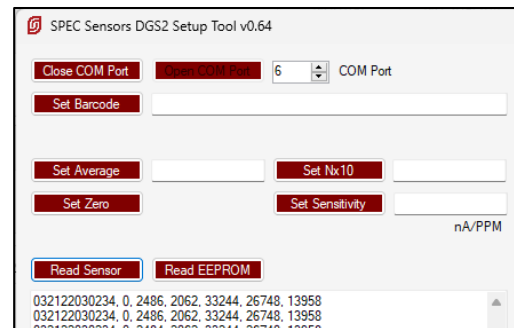 SPEC Sensors DGS2 Setup Tool v0.64
Close COM Port Open COM Port 6 COM Port
Set Barcode
Set Average Set Nx10
Set Zero Set Sensitivity
nA/PPM
Read Sensor Read EEPROM
032122030234, 0, 2486, 2062, 33244, 26748, 13958
032122030234, 0, 2486, 2062, 33244, 26748, 13958